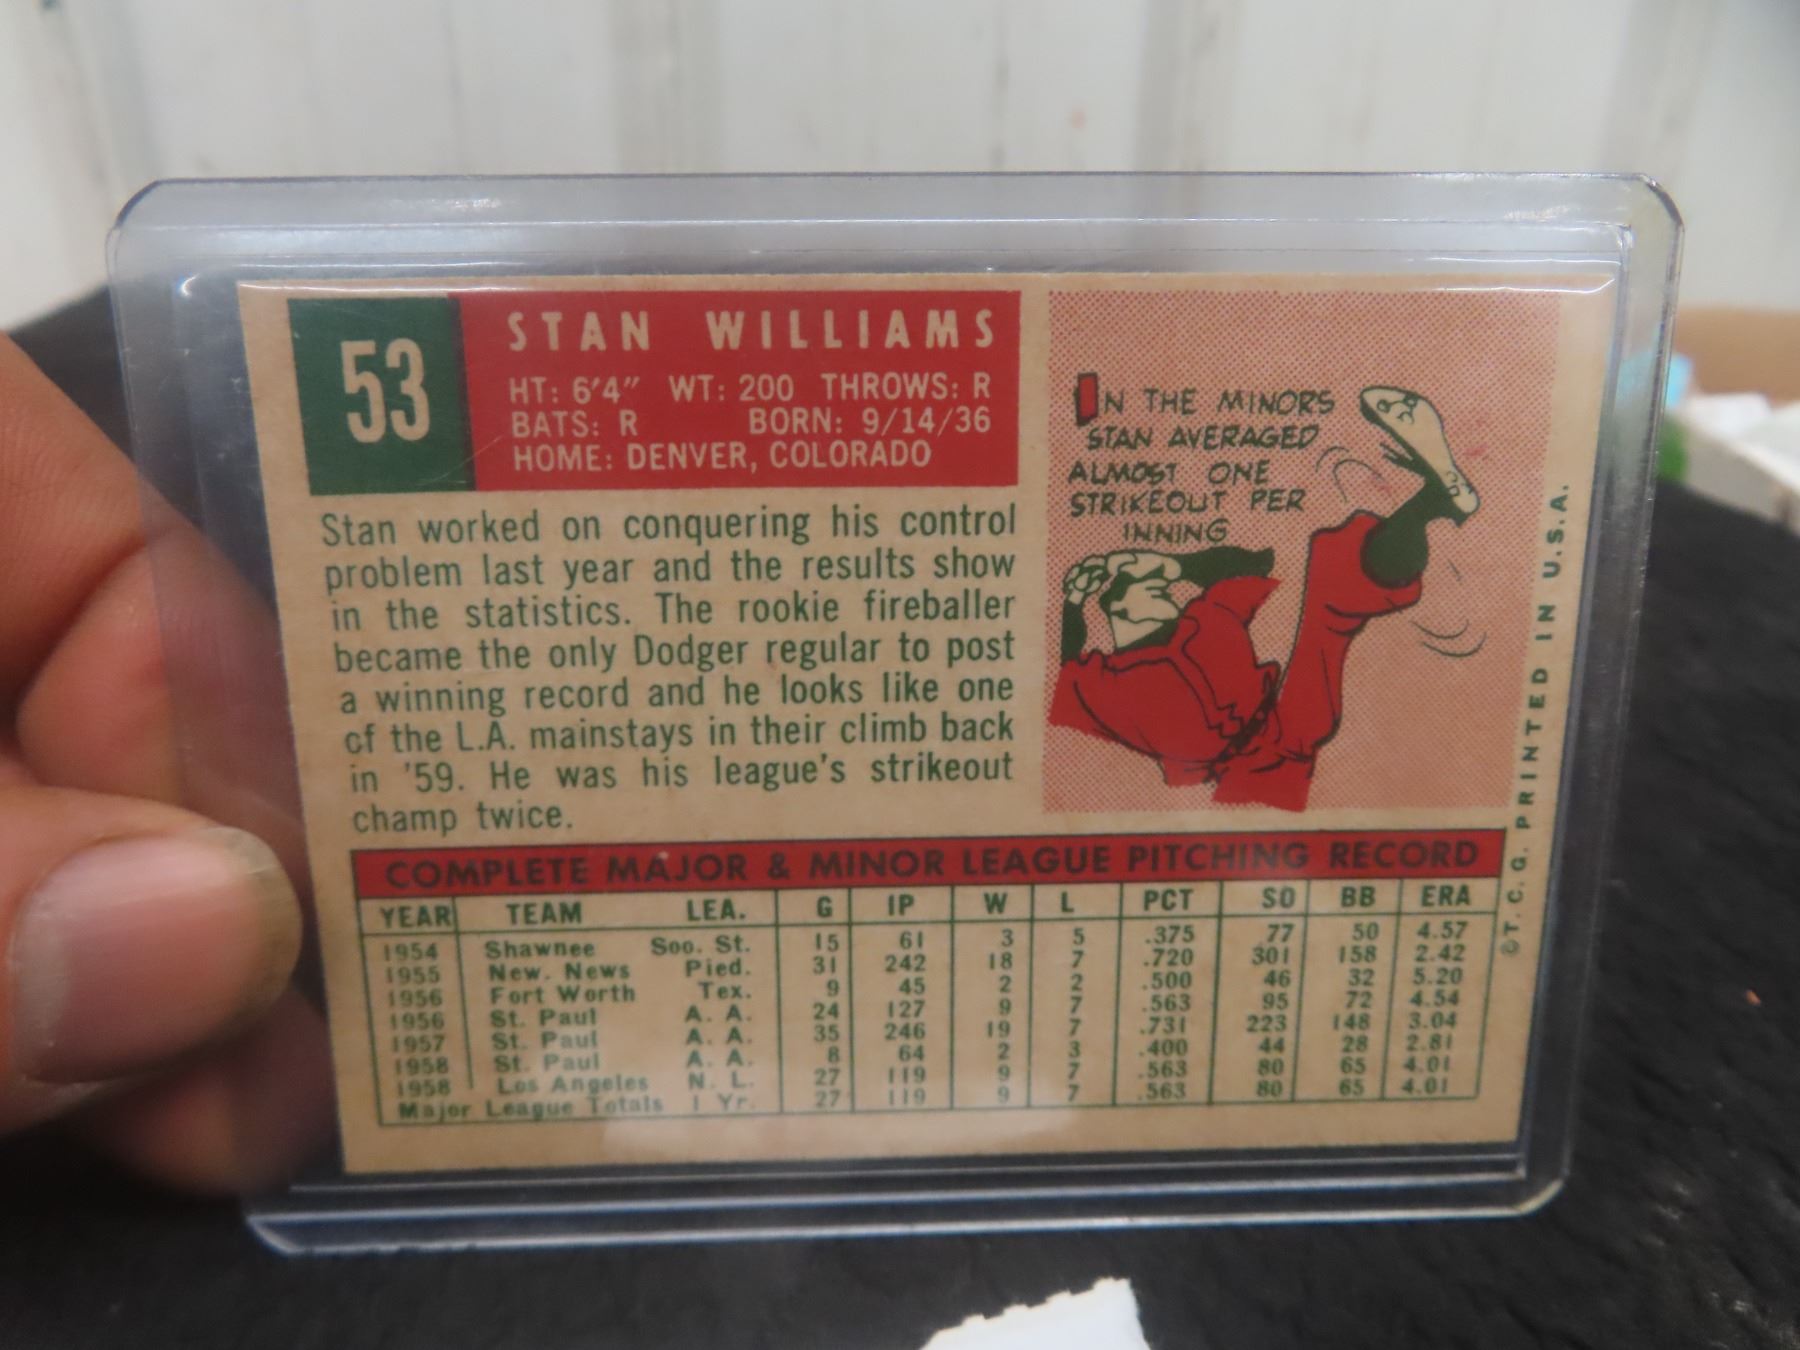 53
STAN WILLIAMS
HT: 6'4" WT: 200 THROWS: R
BATS: R BORN: 9/14/36
HOME: DENVER, COLORADO
Stan worked on conquering his control
problem last year and the results show
in the statistics. The rookie fireballer
became the only Dodger regular to post
a winning record and he looks like one
of the L.A. mainstays in their climb back
in '59. He was his league's strikeout
champ twice.
IN THE MINORS
STAN AVERAGED
ALMOST ONE
STRIKEOUT PER
INNING
COMPLETE MAJOR & MINOR LEAGUE PITCHING RECORD
YEAR TEAM LEA. G IP W L PCT SO BB ERA
1954 Shawnee Soo. St. 15 61 3 5 .375 77 50 4.57
1955 New. News Pied. 31 242 18 7 .720 301 158 2.42
1956 Fort Worth Tex. 9 45 2 2 .500 46 32 5.20
1956 St. Paul A. A. 24 127 9 7 .563 95 72 4.54
1957 St. Paul A. A. 35 246 19 7 .731 223 148 3.04
1958 St. Paul A. A. 8 64 2 3 .400 44 28 2.81
1958 Los Angeles N. L. 27 119 9 7 .563 80 65 4.01
Major League Totals 1 Yr. 27 119 9 7 .563 80 65 4.01
©T. C. G. PRINTED IN U.S.A.